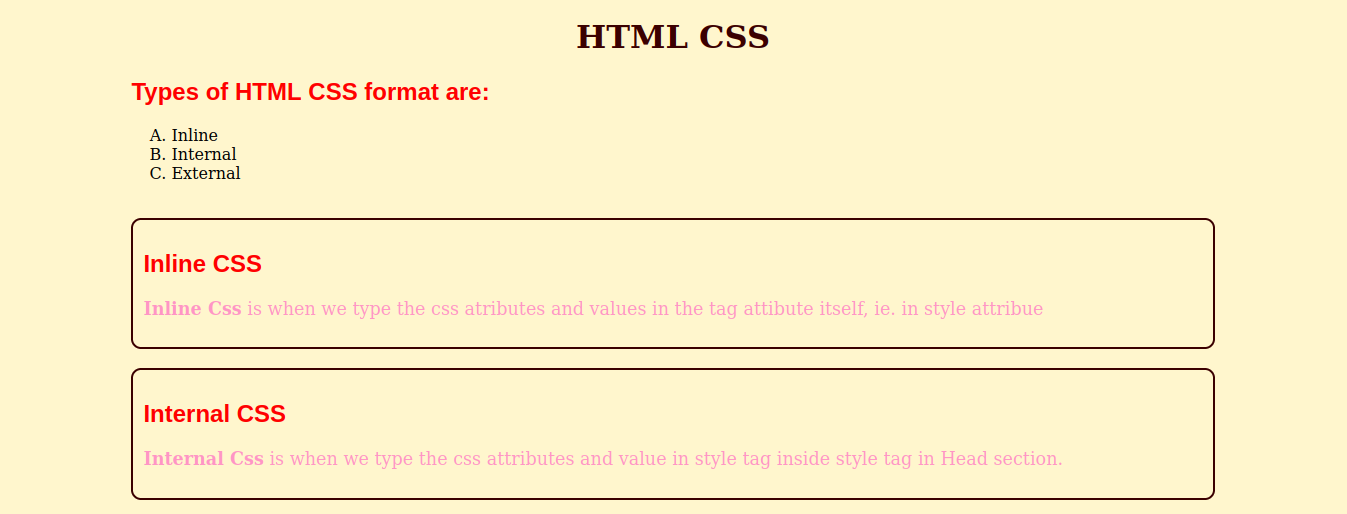 HTML CSS
Types of HTML CSS format are:
A. Inline
B. Internal
C. External
Inline CSS
Inline Css is when we type the css atributes and values in the tag attibute itself, ie. in style attribue
Internal CSS
Internal Css is when we type the css attributes and value in style tag inside style tag in Head section.